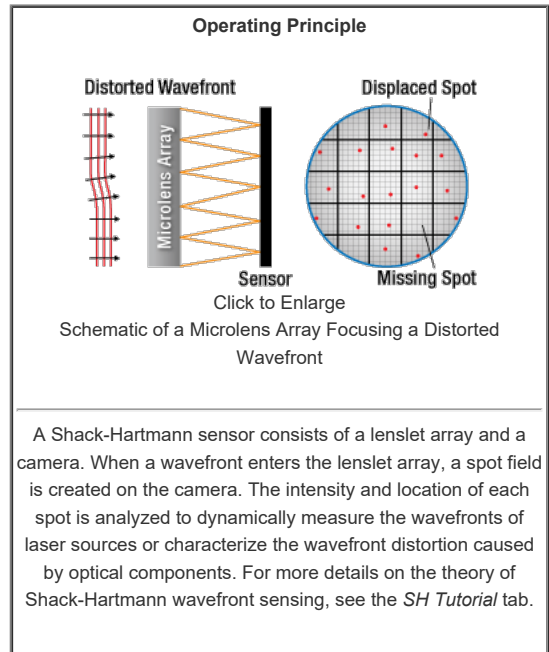 Operating Principle
Distorted Wavefront
Displaced Spot
Microlens Array
Sensor
Missing Spot
Click to Enlarge
Schematic of a Microlens Array Focusing a Distorted
Wavefront
A Shack-Hartmann sensor consists of a lenslet array and a
camera. When a wavefront enters the lenslet array, a spot field
is created on the camera. The intensity and location of each
spot is analyzed to dynamically measure the wavefronts of
laser sources or characterize the wavefront distortion caused
by optical components. For more details on the theory of
Shack-Hartmann wavefront sensing, see the SH Tutorial tab.